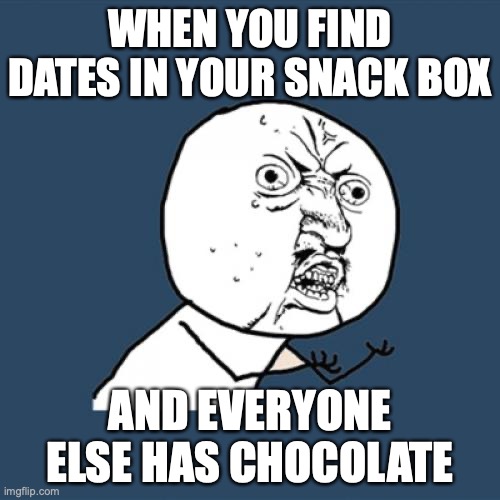 WHEN YOU FIND
DATES IN YOUR SNACK BOX
AND EVERYONE
ELSE HAS CHOCOLATE
imgflip.com